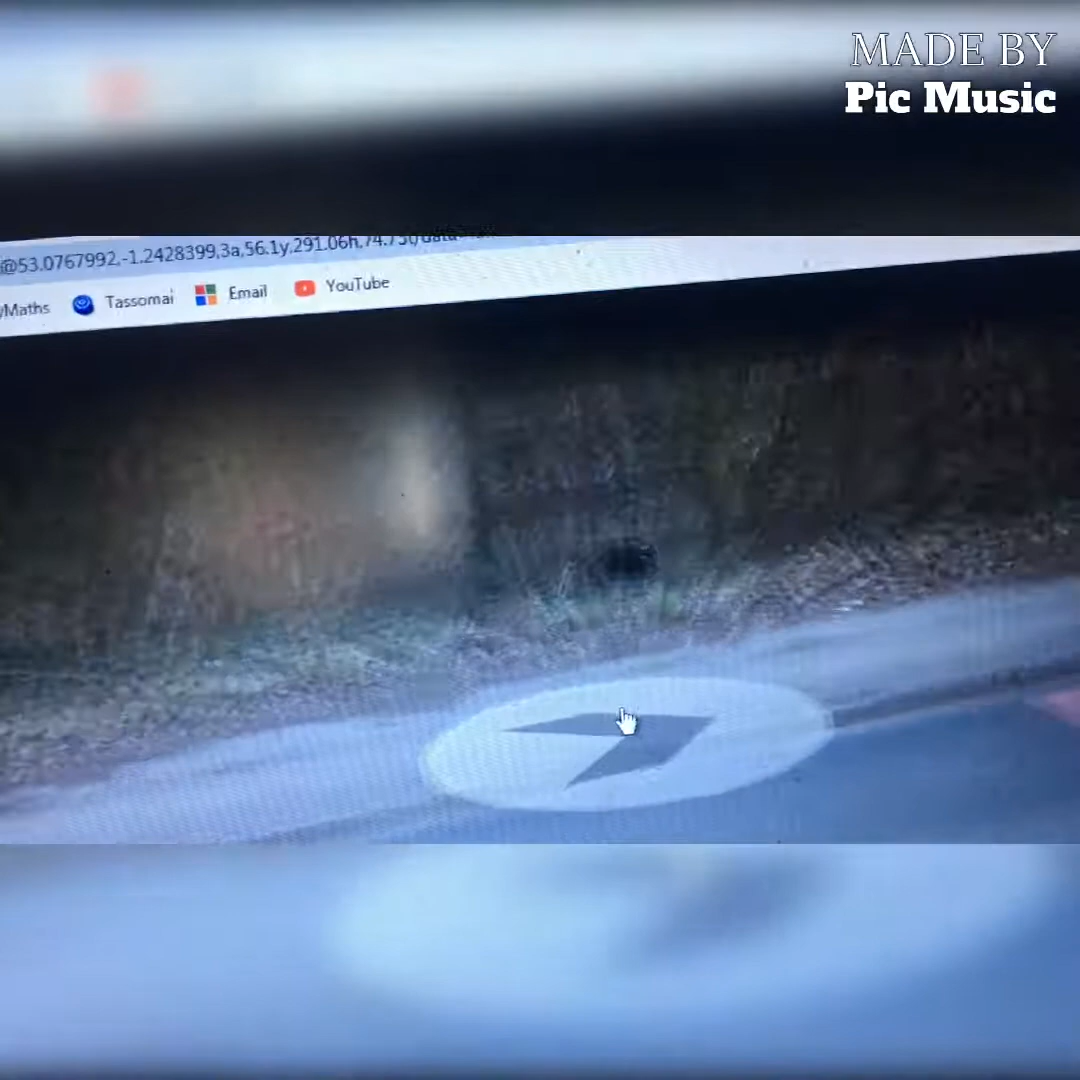 MADE BY
Pic Music
@53.0767992,-1.2428399,3a,56.1y,291.06h,74.73t/data
yMaths Tassomai Email YouTube